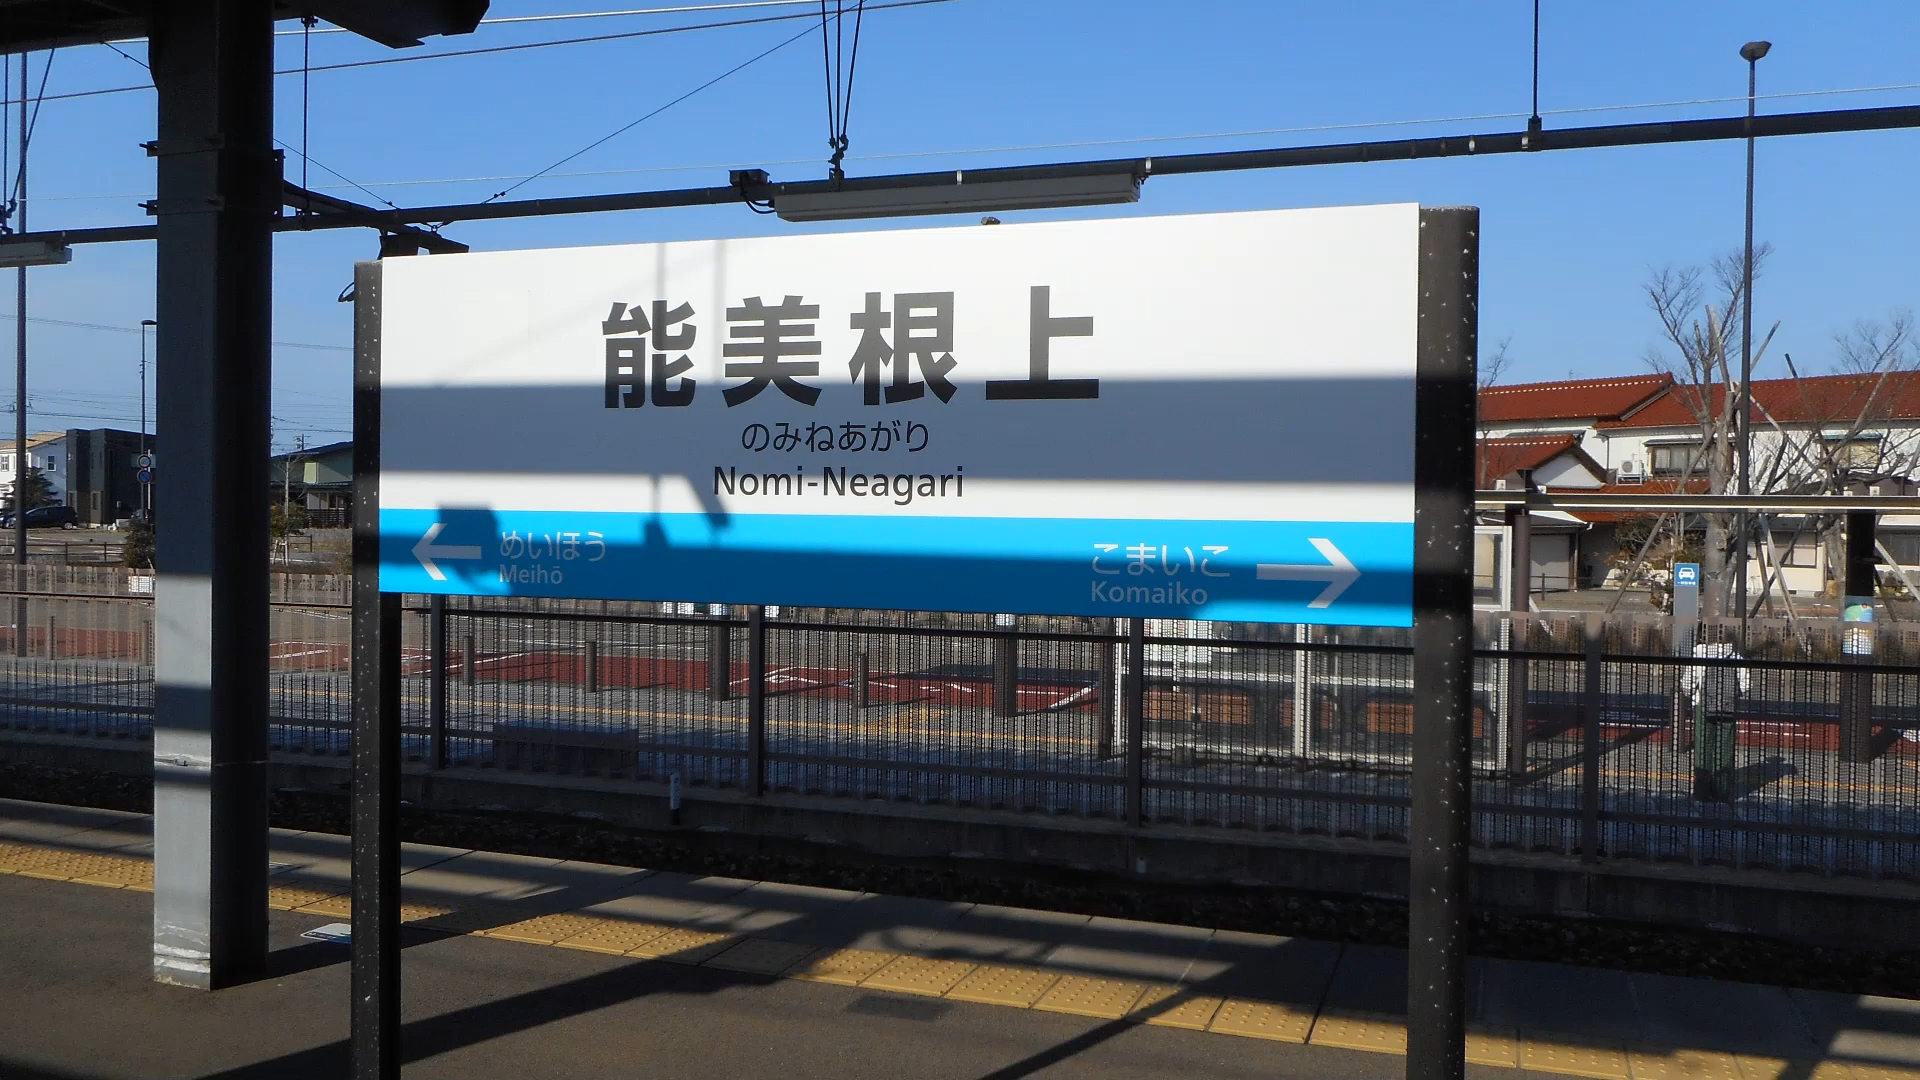 能美根上
のみねあがり
Nomi-Neagari
めいほう
Meihō
こまいこ
Komaiko